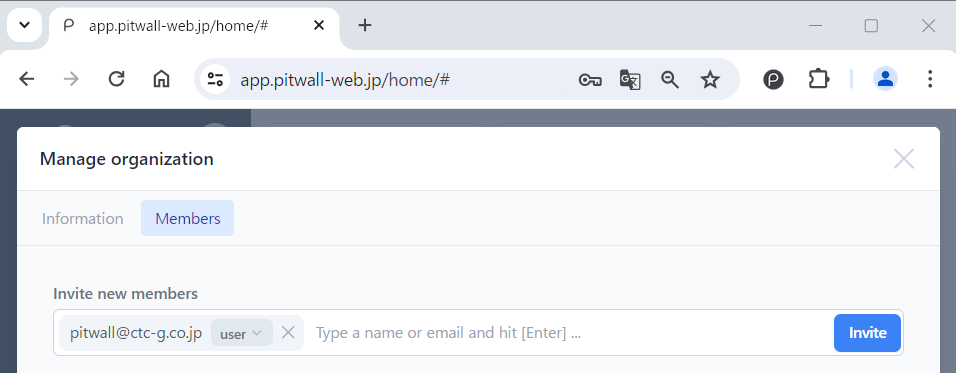 app.pitwall-web.jp/home/#
app.pitwall-web.jp/home/#
Manage organization
Information Members
Invite new members
pitwall@ctc-g.co.jp user Type a name or email and hit [Enter] ... Invite